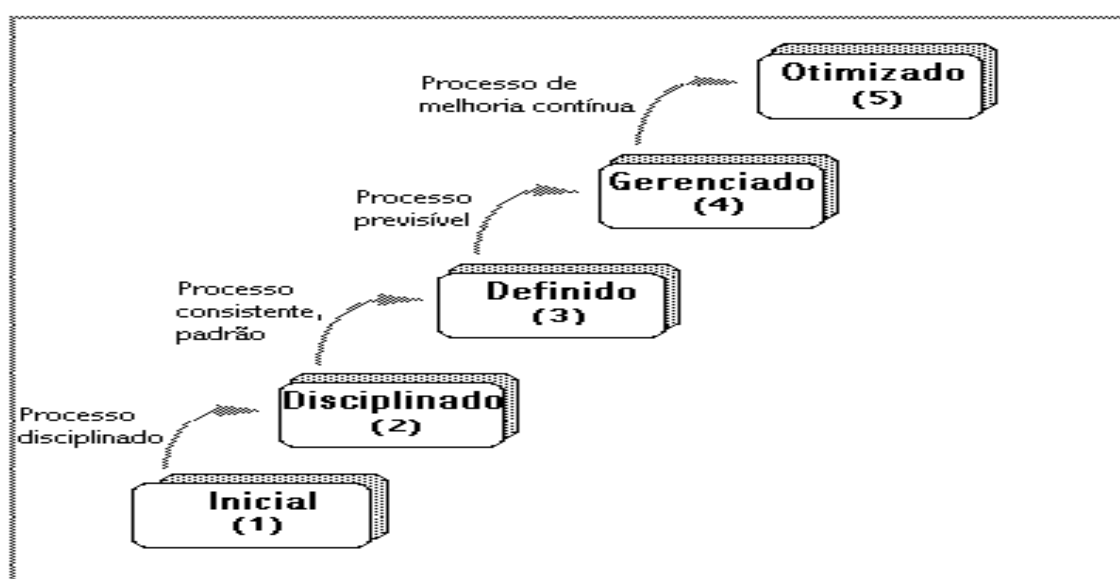 Otimizado
(5)
Processo de
melhoria contínua
Gerenciado
(4)
Processo
previsível
Definido
(3)
Processo
consistente,
padrão
Disciplinado
(2)
Processo
disciplinado
Inicial
(1)